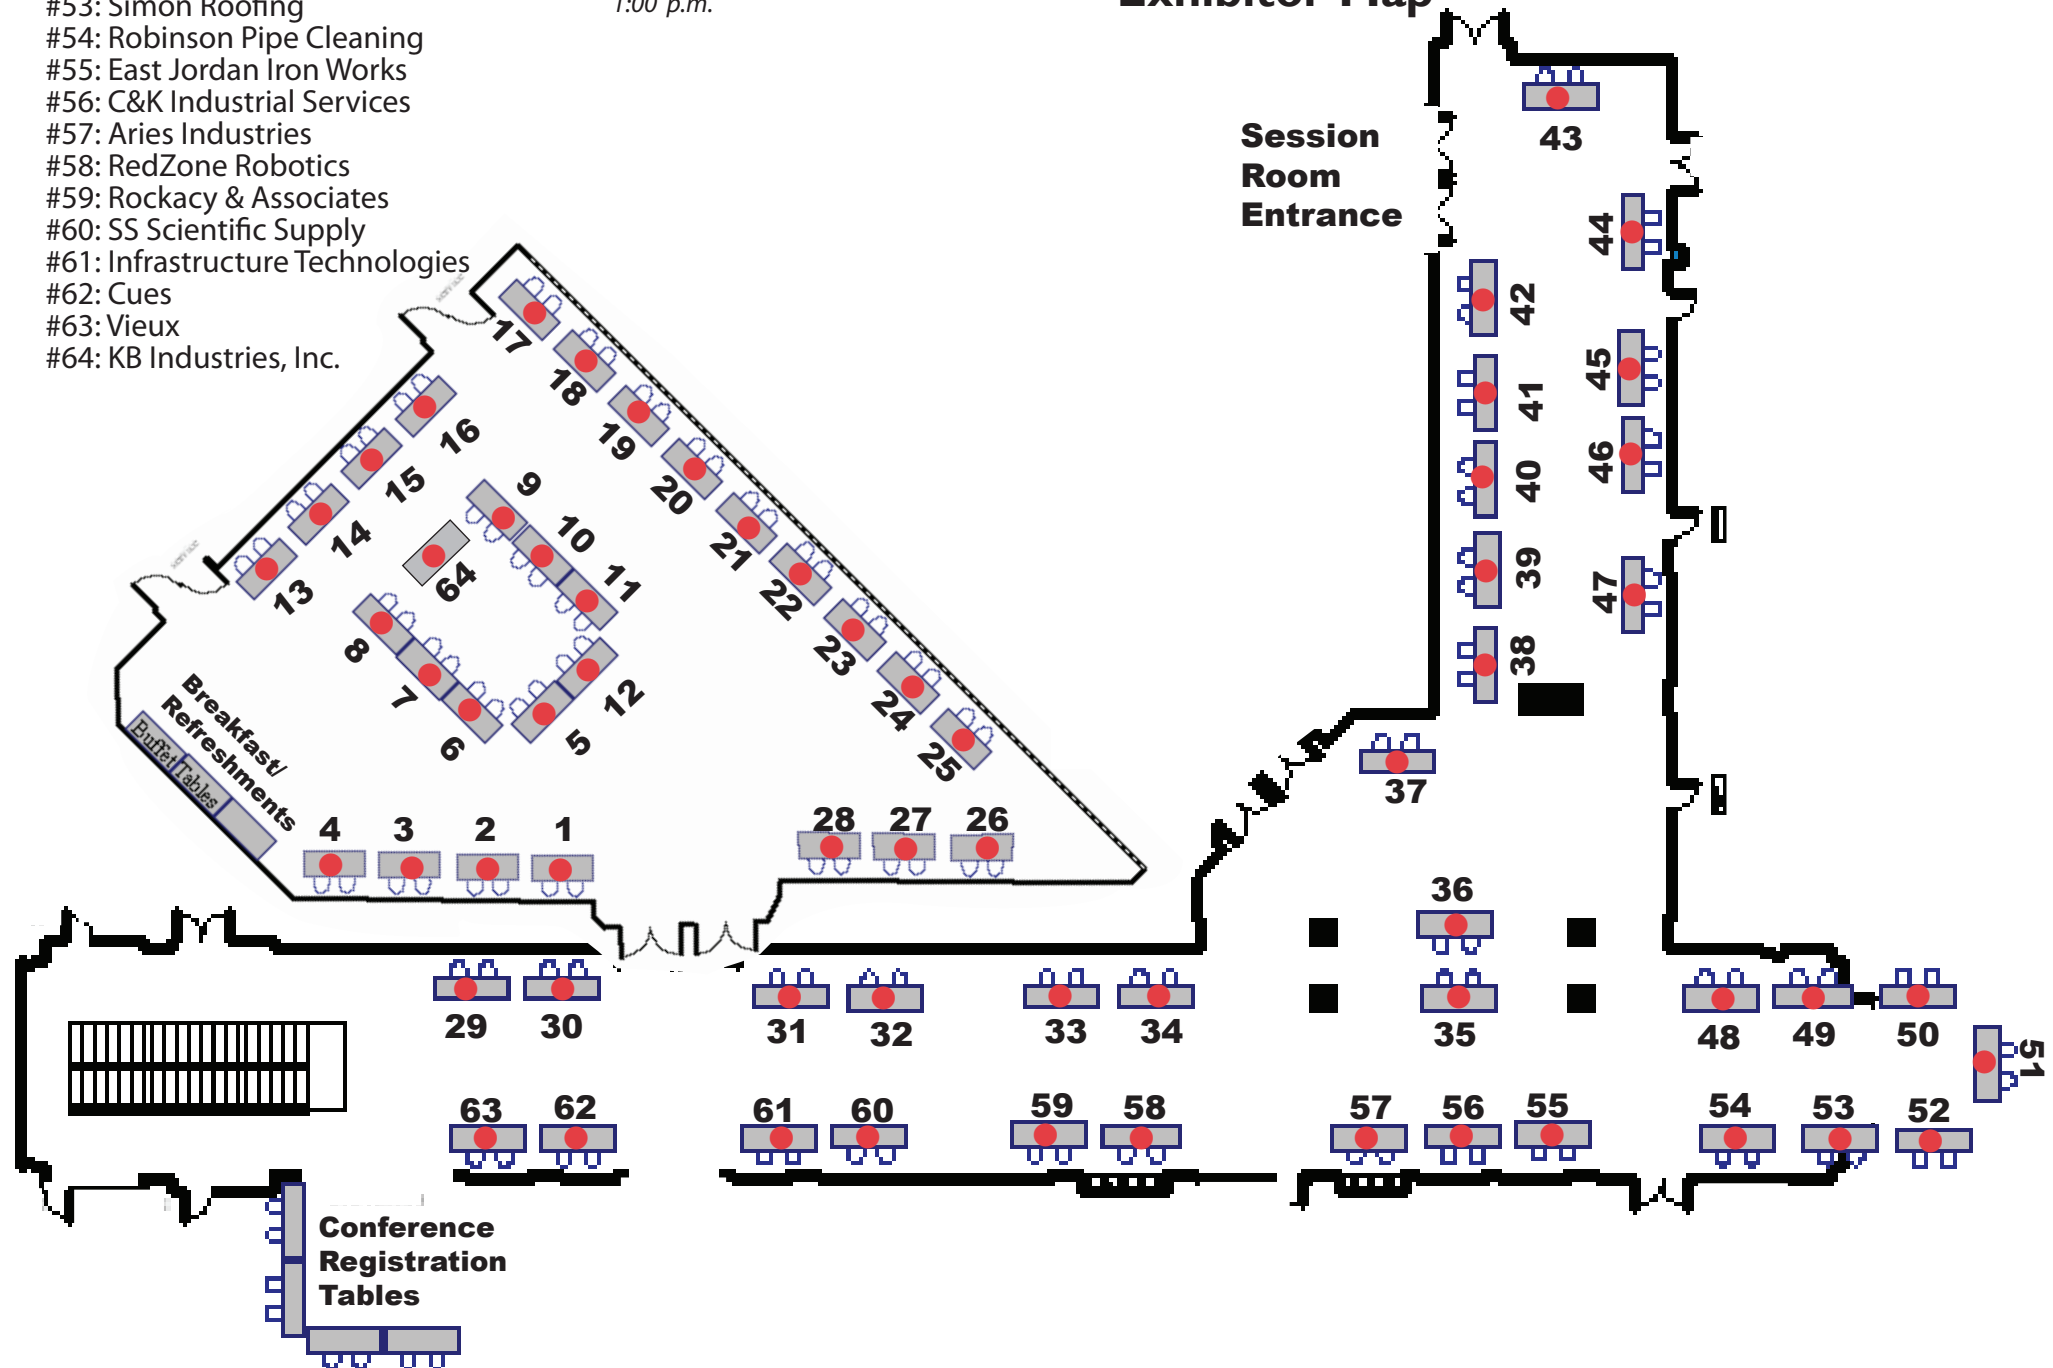 #53: Simon Roofing
1:00 p.m.
Exhibitor Map
#54: Robinson Pipe Cleaning
#55: East Jordan Iron Works
#56: C&K Industrial Services
#57: Aries Industries
#58: RedZone Robotics
#59: Rockacy & Associates
#60: SS Scientific Supply
#61: Infrastructure Technologies
#62: Cues
#63: Vieux
#64: KB Industries, Inc.
Session
Room
Entrance
43
44
42
45
41
46
40
39
47
38
37
36
17
18
19
20
21
22
23
24
25
16
15
14
13
9
10
11
64
8
7
6
5
12
Breakfast/
Refreshments
Buffet Tables
4
3
2
1
28
27
26
29
30
31
32
33
34
35
48
49
50
51
63
62
61
60
59
58
57
56
55
54
53
52
Conference
Registration
Tables